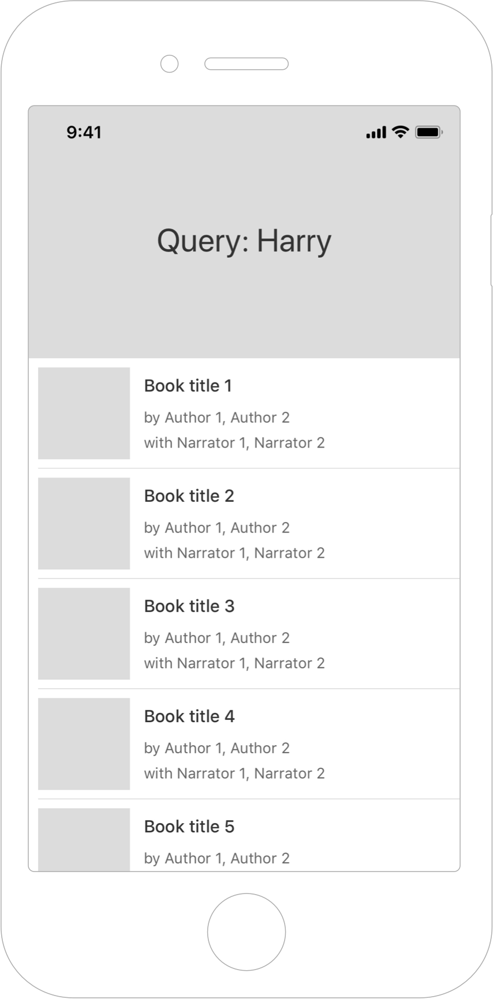 9:41
Query: Harry
Book title 1
by Author 1, Author 2
with Narrator 1, Narrator 2
Book title 2
by Author 1, Author 2
with Narrator 1, Narrator 2
Book title 3
by Author 1, Author 2
with Narrator 1, Narrator 2
Book title 4
by Author 1, Author 2
with Narrator 1, Narrator 2
Book title 5
by Author 1, Author 2